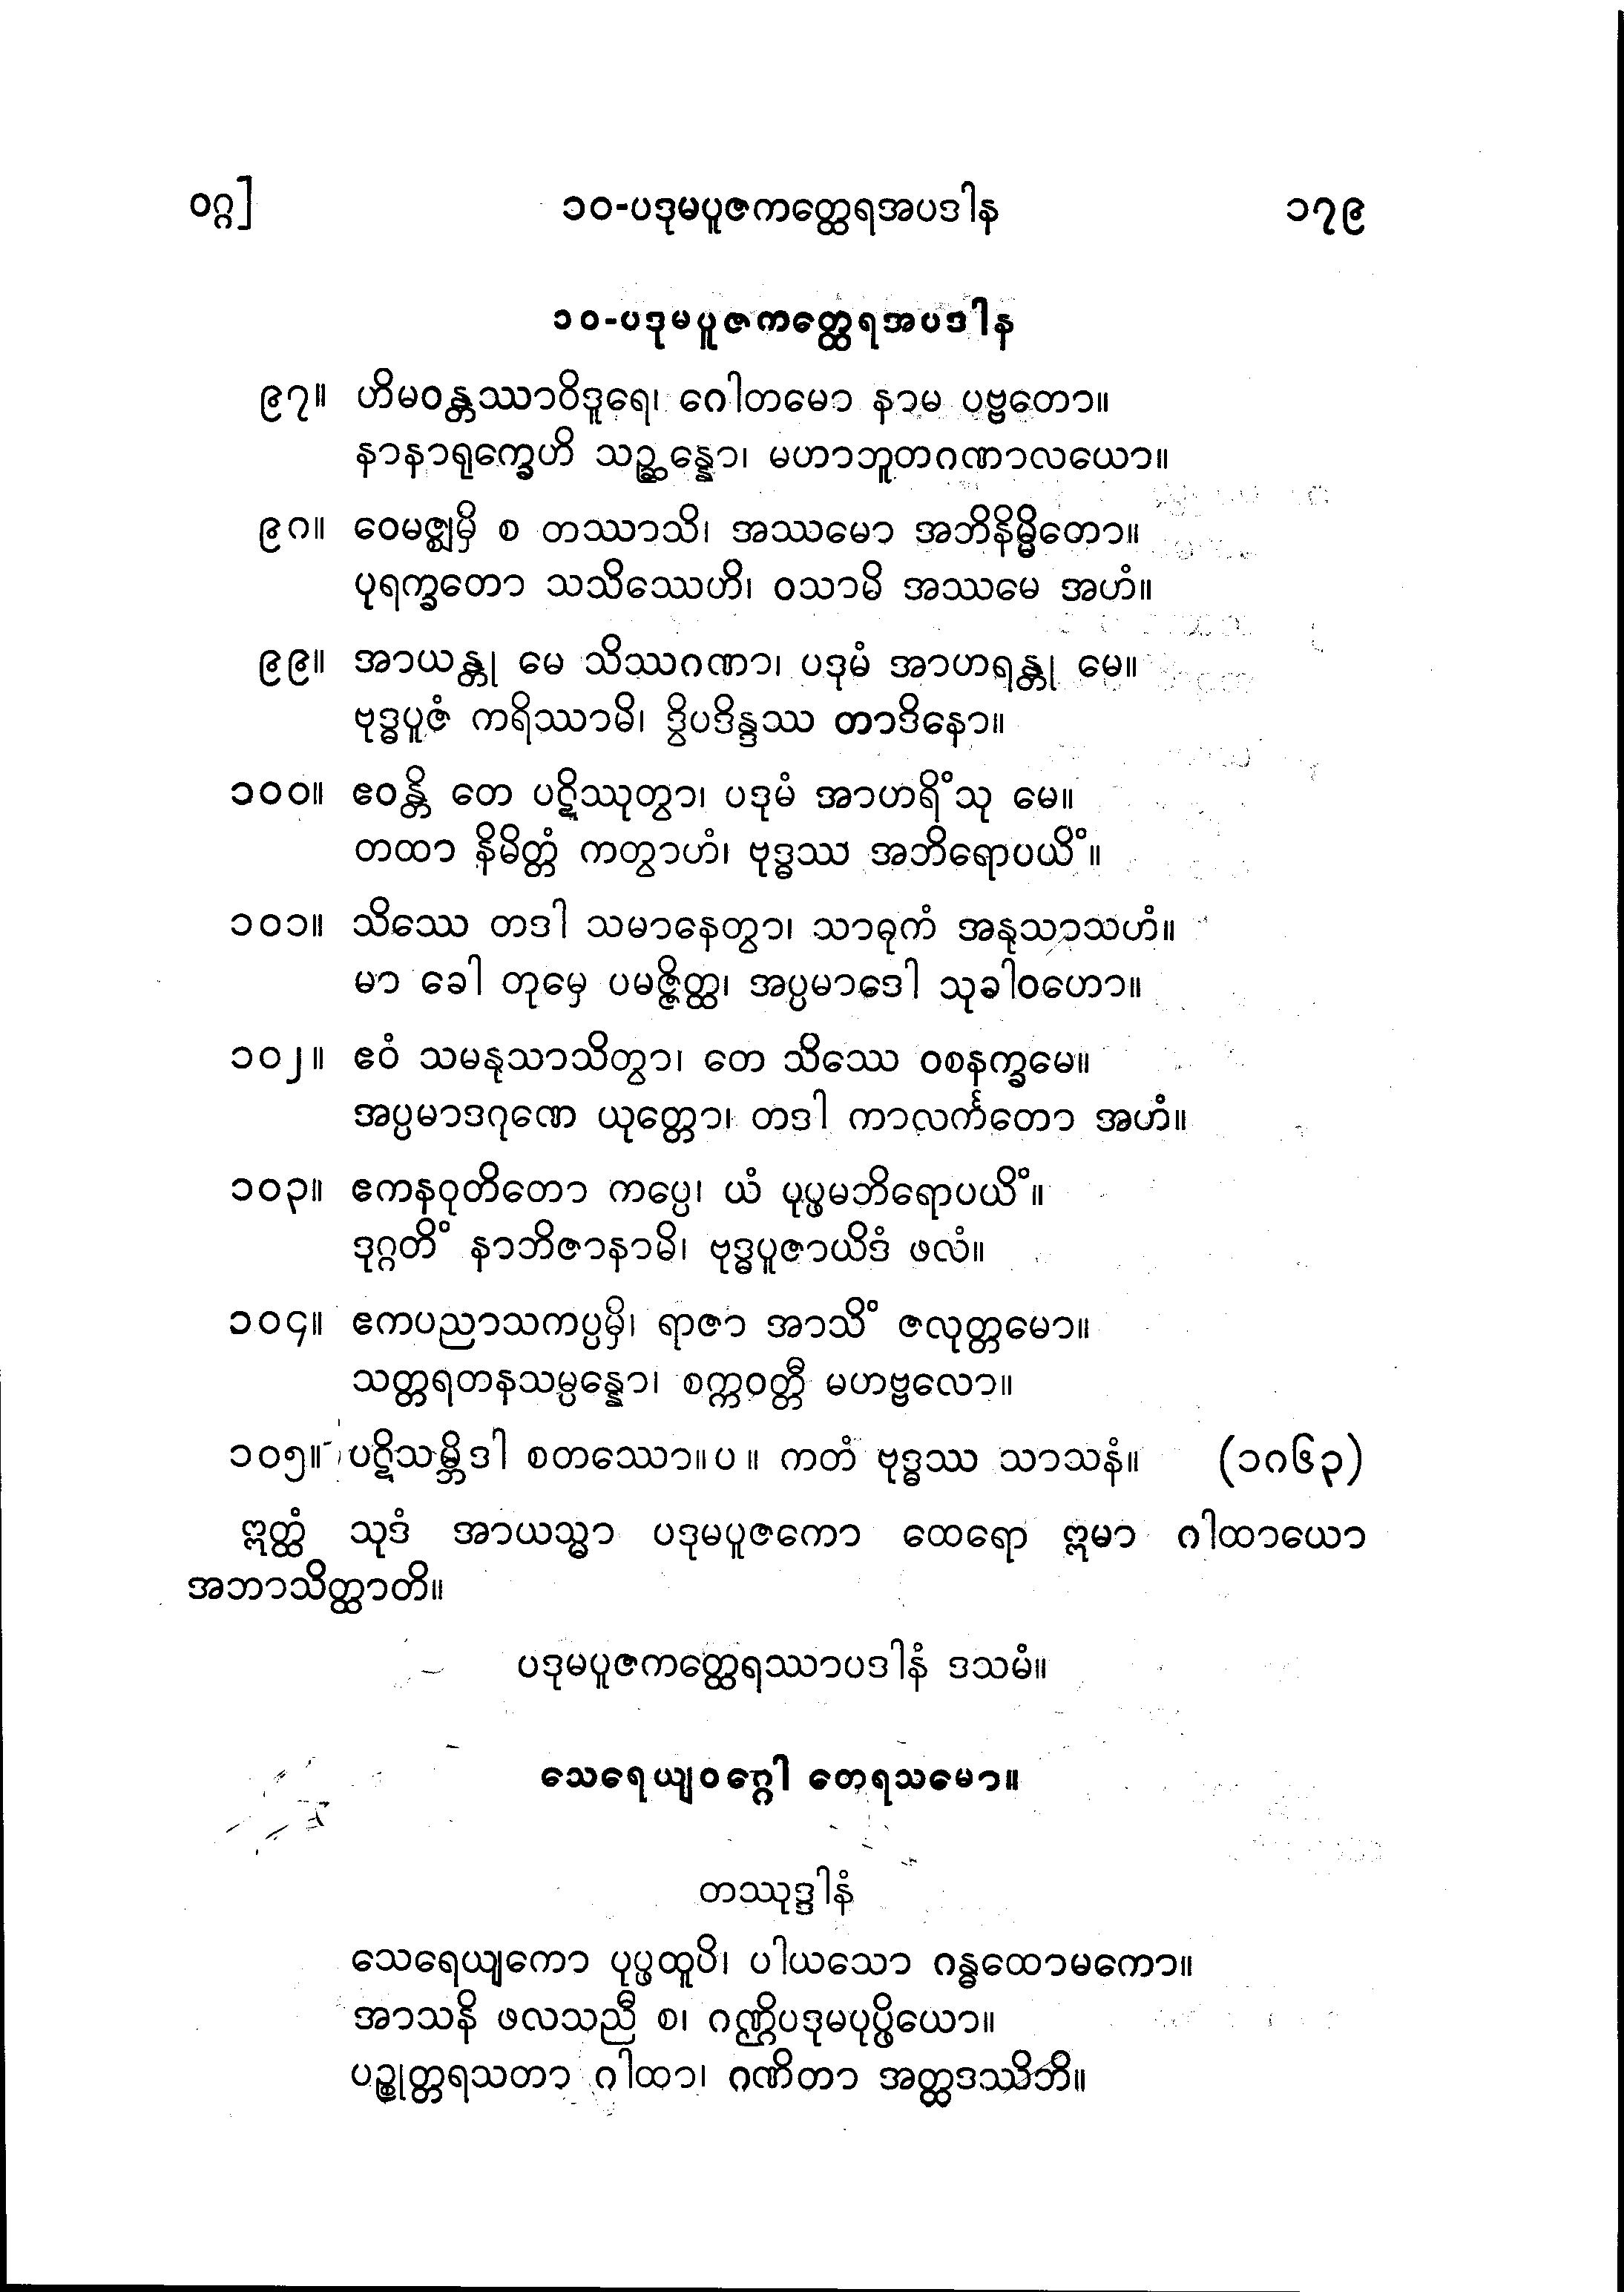 ဝဂ္ဂ]
၁၀-ပဒုမပူဇကတ္ထေရအပဒါန
၁၇၉
၁၀-ပဒုမပူဇကတ္ထေရအပဒါန
၉၇။ ဟိမဝန္တဿာဝိဒူရေ၊ ဂေါတမော နာမ ပဗ္ဗတော။
နာနာရုက္ခေဟိ သဉ္ဆန္နော၊ မဟာဘူတဂဏာလယော။
၉၈။ ဝေမဇ္ဈမှိ စ တဿာသိ၊ အဿမော အဘိနိမ္မိတော။
ပုရက္ခတော သသိဿေဟိ၊ ဝသာမိ အဿမေ အဟံ။
၉၉။ အာယန္တု မေ သိဿဂဏာ၊ ပဒုမံ အာဟရန္တု မေ။
ဗုဒ္ဓပူဇံ ကရိဿာမိ၊ ဒွိပဒိန္ဒဿ တာဒိနော။
၁၀၀။ ဧဝန္တိ တေ ပဋိဿုတွာ၊ ပဒုမံ အာဟရိံသု မေ။
တထာ နိမိတ္တံ ကတွာဟံ၊ ဗုဒ္ဓဿ အဘိရောပယိံ။
၁၀၁။ သိဿေ တဒါ သမာနေတွာ၊ သာဓုကံ အနုသာသဟံ။
မာ ခေါ တုမှေ ပမဇ္ဇိတ္ထ၊ အပ္ပမာဒေါ သုခါဝဟော။
၁၀၂။ ဧဝံ သမနုသာသိတွာ၊ တေ သိဿေ ဝစနက္ခမေ။
အပ္ပမာဒဂုဏေ ယုတ္တော၊ တဒါ ကာလင်္ကတော အဟံ။
၁၀၃။ ဧကနဝုတိတော ကပ္ပေ၊ ယံ ပုပ္ဖမဘိရောပယိံ။
ဒုဂ္ဂတိံ နာဘိဇာနာမိ၊ ဗုဒ္ဓပူဇာယိဒံ ဖလံ။
၁၀၄။ ဧကပညာသကပ္ပမှိ၊ ရာဇာ အာသိံ ဇလုတ္တမော။
သတ္တရတနသမ္ပန္နော၊ စက္ကဝတ္တီ မဟဗ္ဗလော။
၁၀၅။ ပဋိသမ္ဘိဒါ စတဿော။ပ။ ကတံ ဗုဒ္ဓဿ သာသနံ။ (၁၈၆၃)
ဣတ္ထံ သုဒံ အာယသ္မာ ပဒုမပူဇကော ထေရော ဣမာ ဂါထာယော
အဘာသိတ္ထာတိ။
ပဒုမပူဇကတ္ထေရဿာပဒါနံ ဒသမံ။
သေရေယျဝဂ္ဂေါ တေရသမော။
တဿုဒ္ဒါနံ
သေရေယျကော ပုပ္ဖထူပိ၊ ပါယသော ဂန္ဓထောမကော။
အာသနိ ဖလသညီ စ၊ ဂဏ္ဌိပဒုမပုပ္ဖိယော။
ပဉ္စုတ္တရသတာ ဂါထာ၊ ဂဏိတာ အတ္ထဒဿိဘိ။